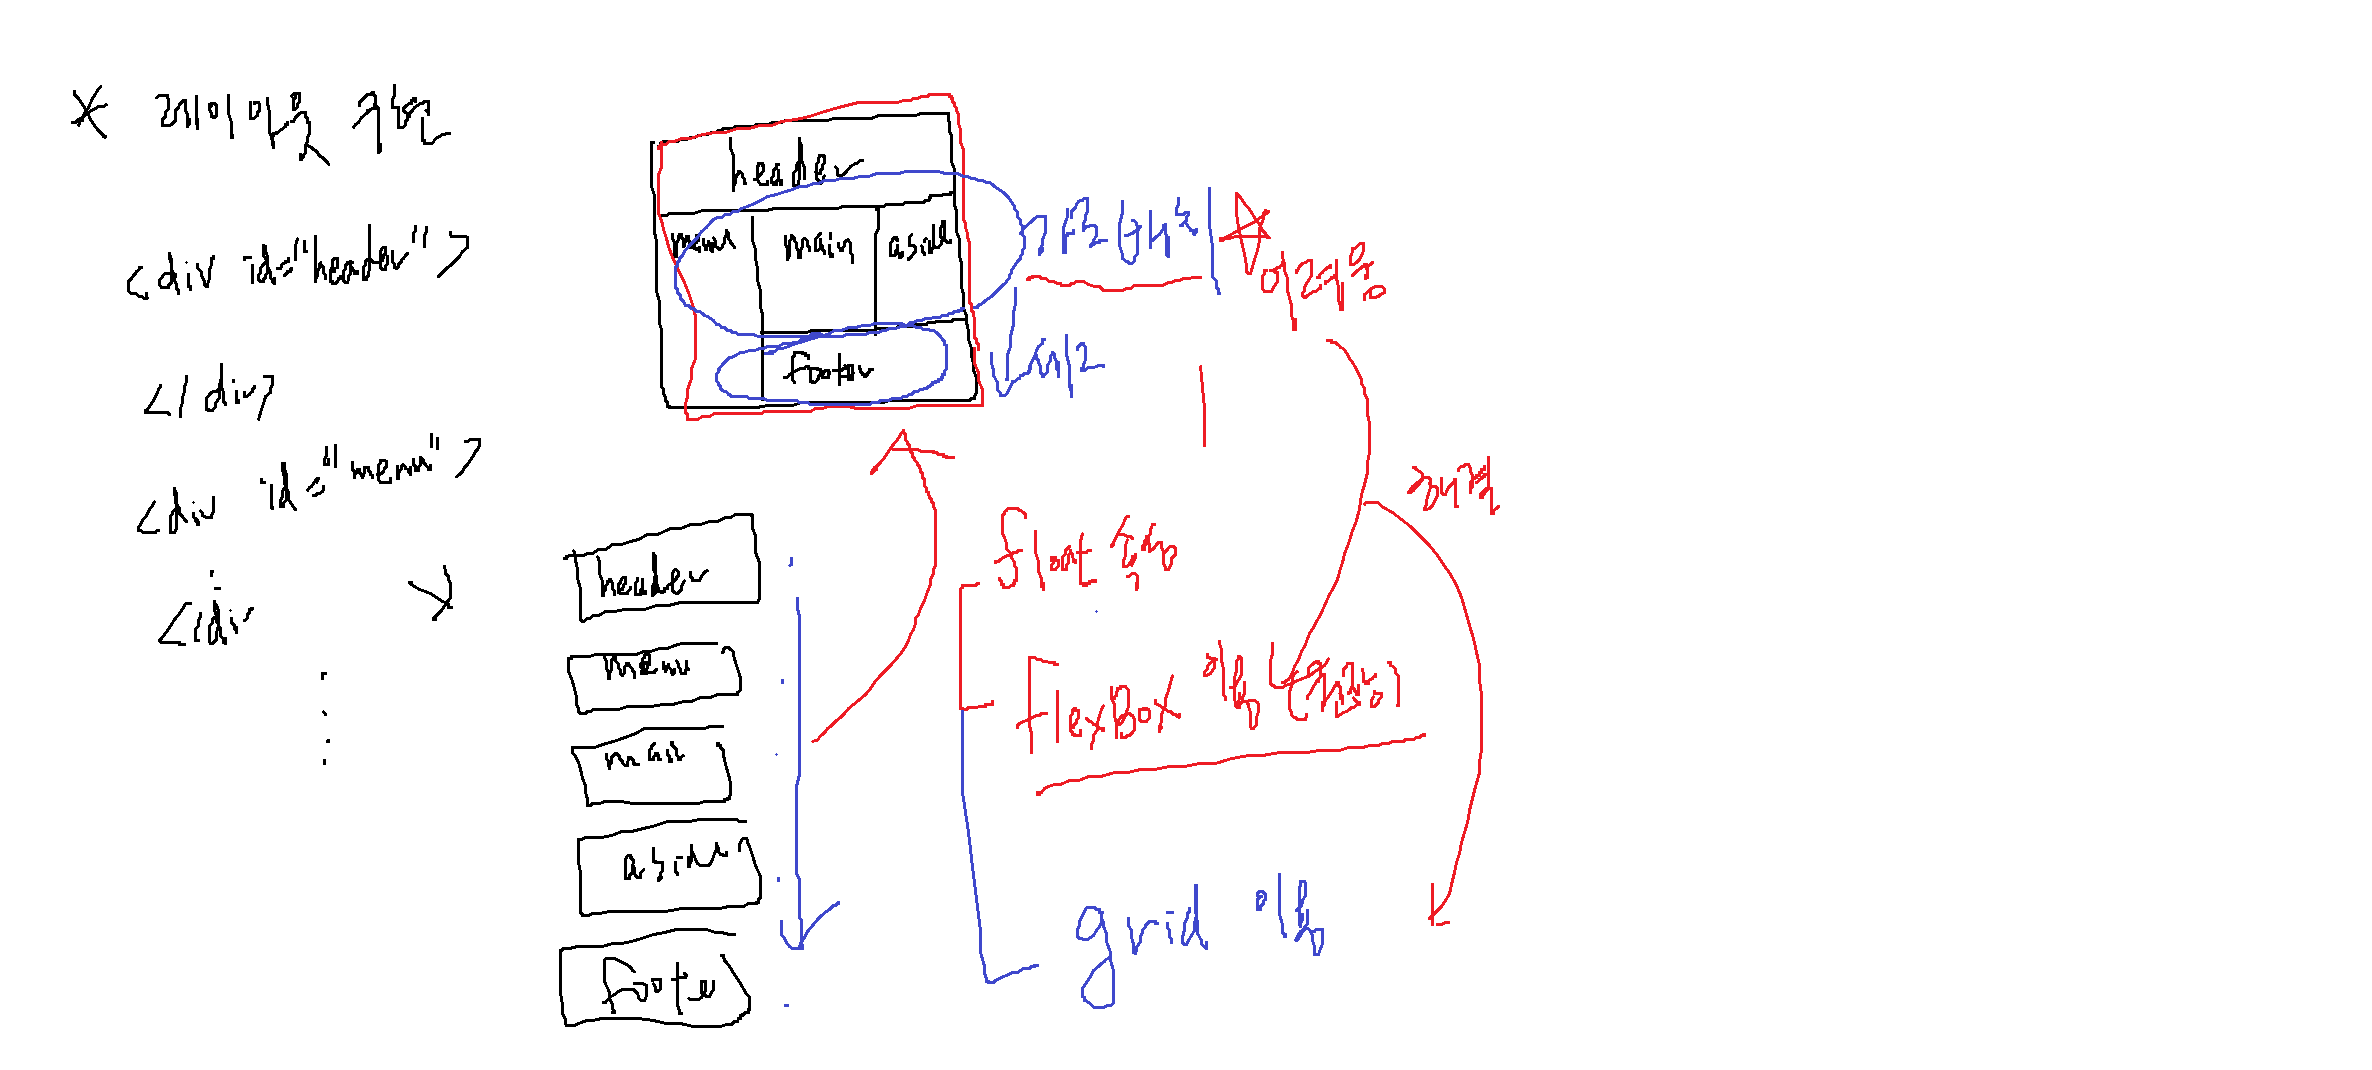 * 레이아웃 구현
<div id="header">
</div>
<div id="menu">
</div
header
menu
main
aside
footer
가로배치
어려움
세로
해결
header
menu
main
aside
footer
float 속성
FlexBox 이용 (권장)
grid 이용